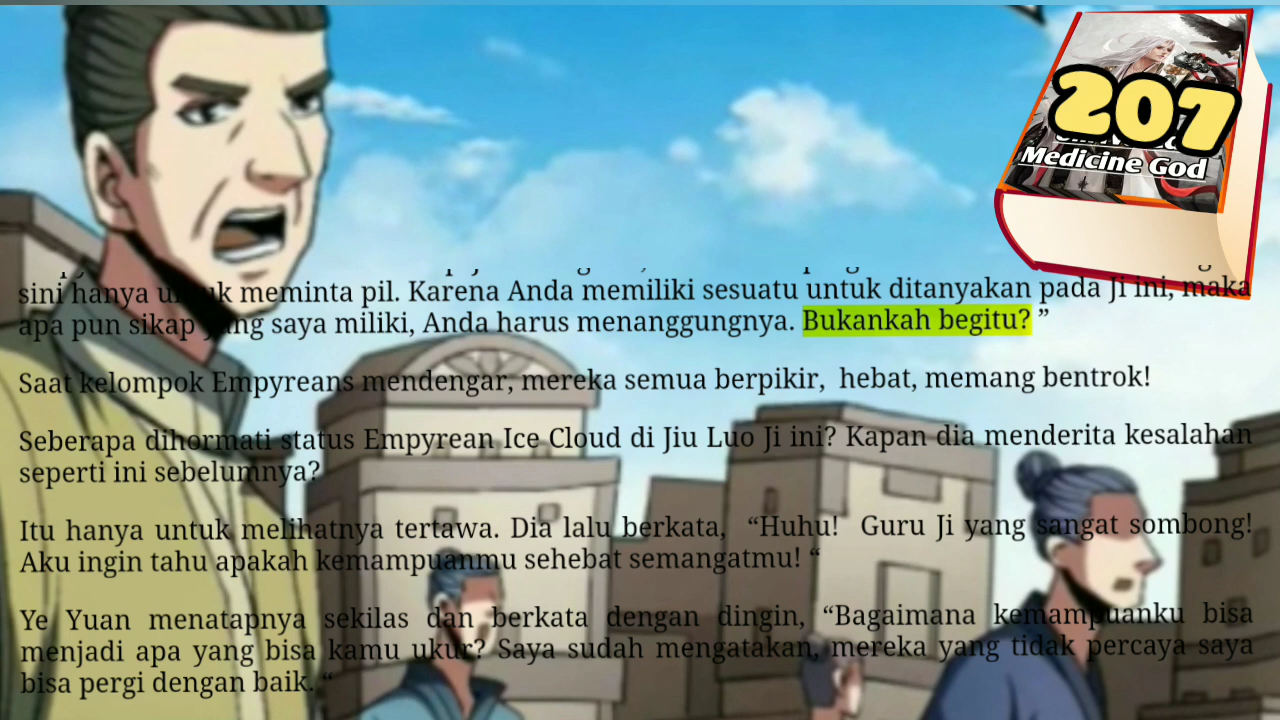 207
Medicine God
sini hanya untuk meminta pil. Karena Anda memiliki sesuatu untuk ditanyakan pada Ji ini, maka
apa pun sikap yang saya miliki, Anda harus menanggungnya. Bukankah begitu? ”
Saat kelompok Empyreans mendengar, mereka semua berpikir, hebat, memang bentrok!
Seberapa dihormati status Empyrean Ice Cloud di Jiu Luo Ji ini? Kapan dia menderita kesalahan
seperti ini sebelumnya?
Itu hanya untuk melihatnya tertawa. Dia lalu berkata, “Huhu! Guru Ji yang sangat sombong!
Aku ingin tahu apakah kemampuanmu sehebat semangatmu! “
Ye Yuan menatapnya sekilas dan berkata dengan dingin, “Bagaimana kemampuanku bisa
menjadi apa yang bisa kamu ukur? Saya sudah mengatakan, mereka yang tidak percaya saya
bisa pergi dengan baik. “